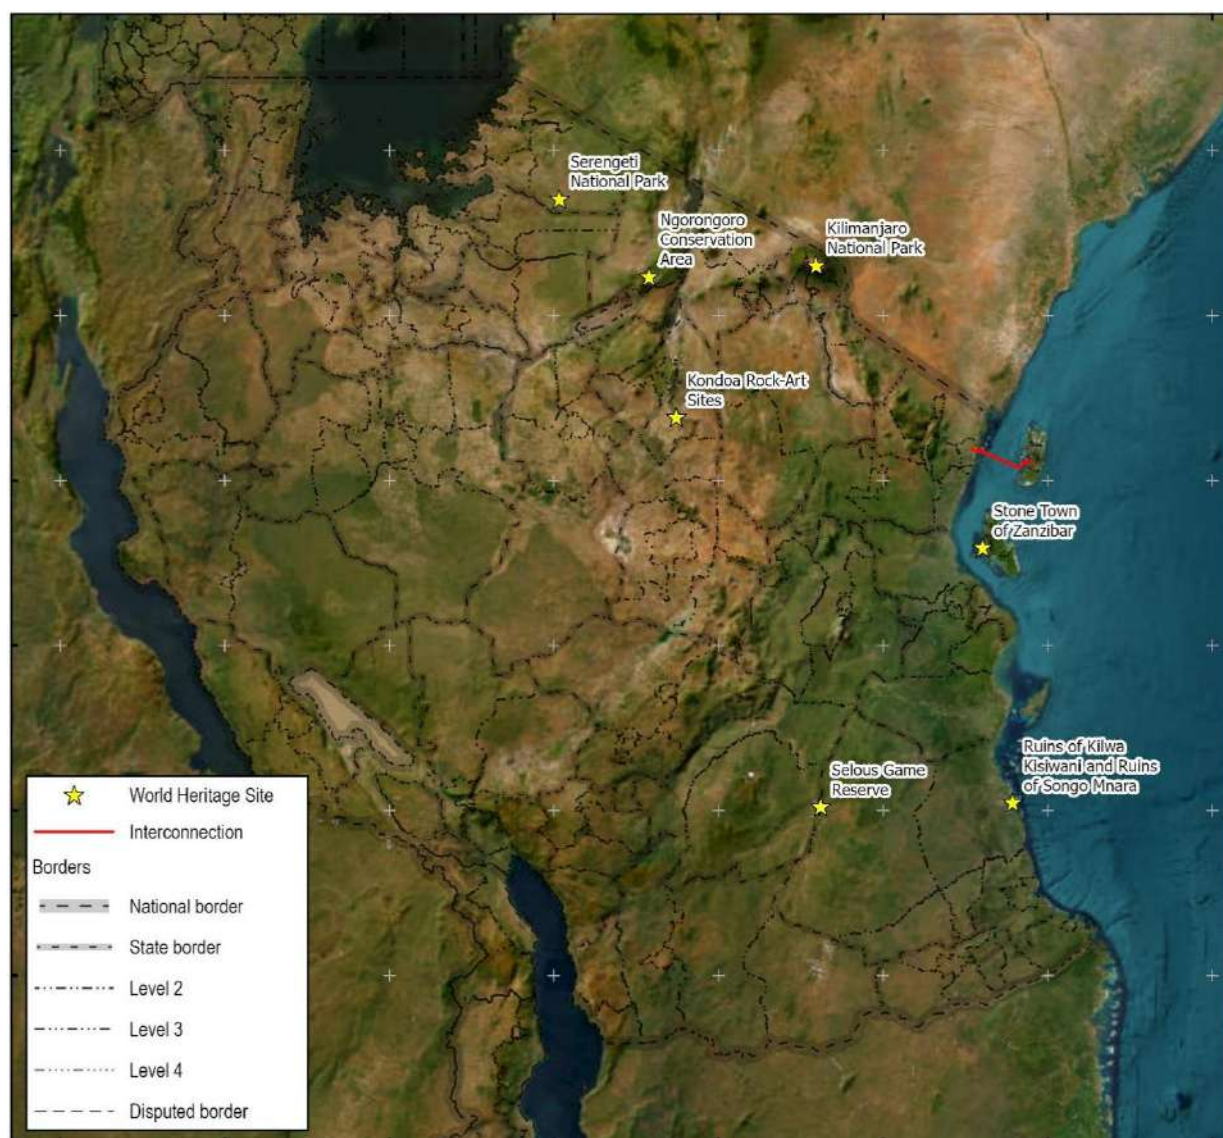 Serengeti
National Park
Ngorongoro
Conservation
Area
Kilimanjaro
National Park
Kondoa Rock-Art
Sites
Stone Town
of Zanzibar
Selous Game
Reserve
Ruins of Kilwa
Kisiwani and Ruins
of Songo Mnara
World Heritage Site
Interconnection
Borders
National border
State border
Level 2
Level 3
Level 4
Disputed border